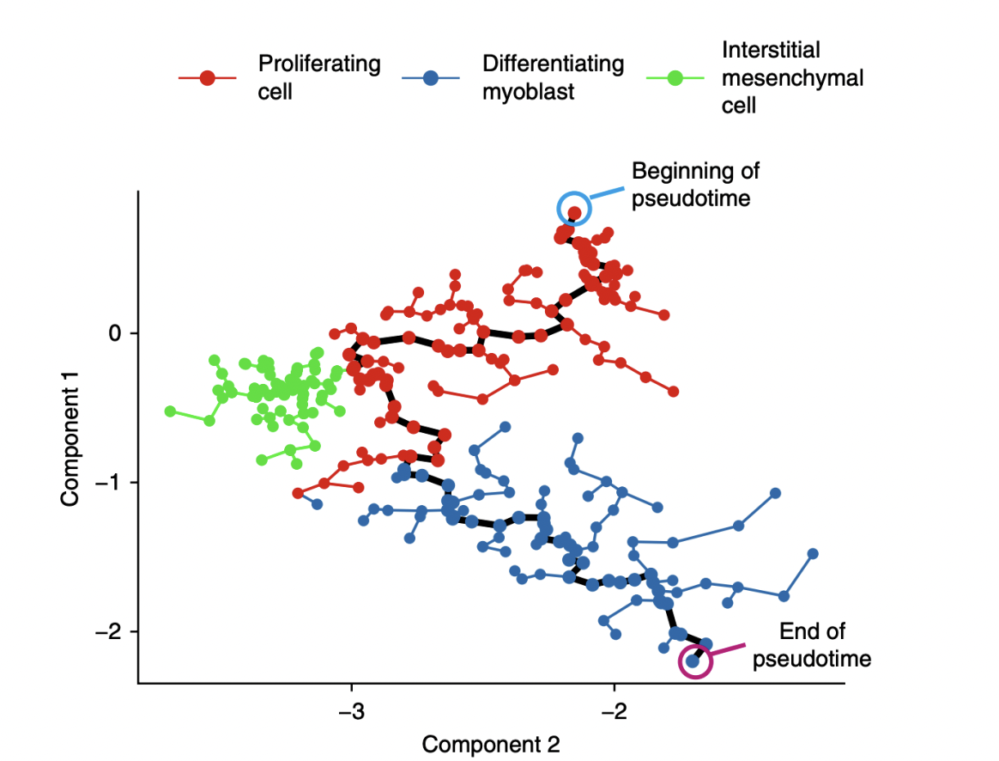 Proliferating
cell
Differentiating
myoblast
Interstitial
mesenchymal
cell
Beginning of
pseudotime
0
−1
−2
Component 1
End of
pseudotime
−3
−2
Component 2